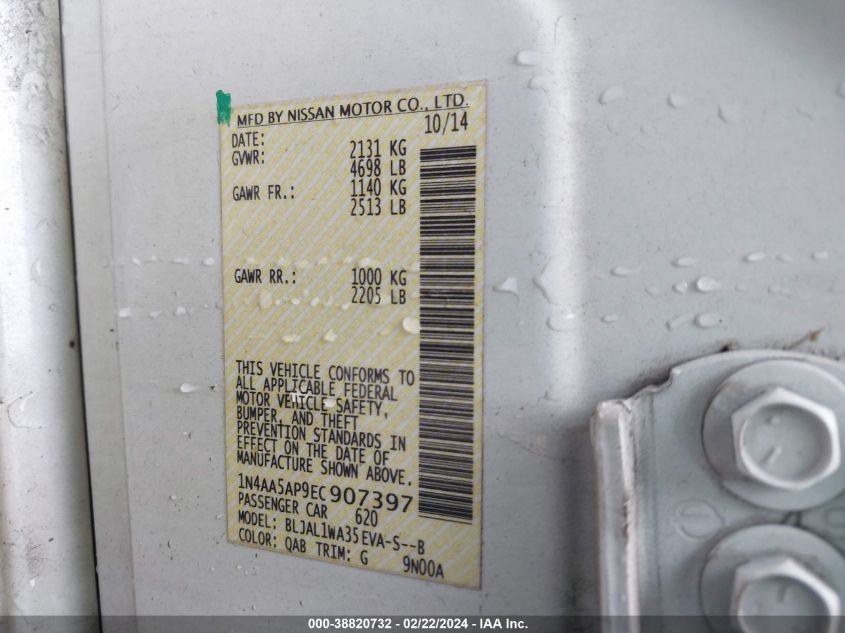 MFD BY NISSAN MOTOR CO., LTD.
DATE: 10/14
GVWR: 2131 KG
4698 LB
GAWR FR.: 1140 KG
2513 LB
GAWR RR.: 1000 KG
2205 LB
THIS VEHICLE CONFORMS TO
ALL APPLICABLE FEDERAL
MOTOR VEHICLE SAFETY,
BUMPER, AND THEFT
PREVENTION STANDARDS IN
EFFECT ON THE DATE OF
MANUFACTURE SHOWN ABOVE.
1N4AA5AP9EC907397
PASSENGER CAR 620
MODEL: BLJAL1WA35EVA-S--B
COLOR: QAB TRIM: G 9N00A
000-38820732 - 02/22/2024 - IAA Inc.